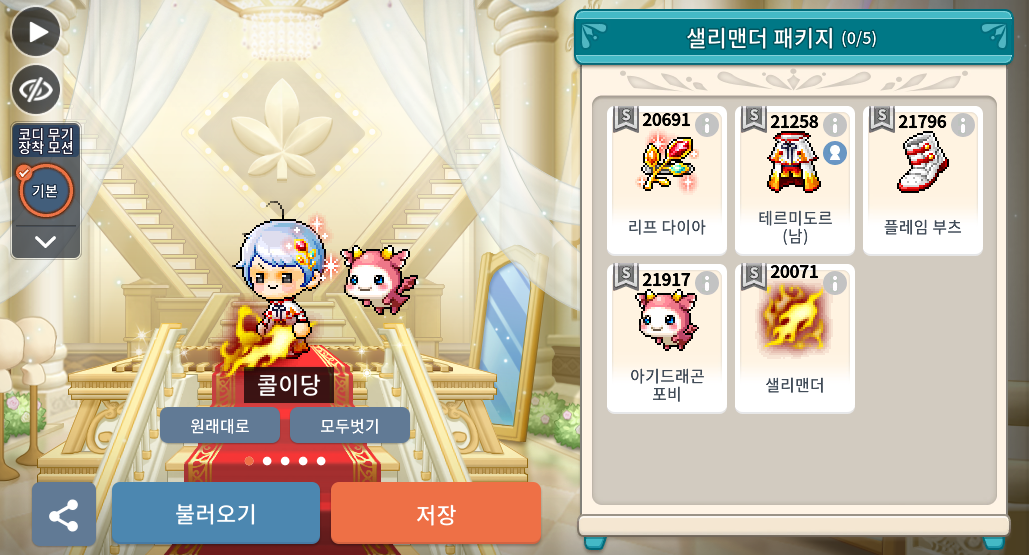 코디 무기
장착 모션
기본
콜이당
원래대로
모두벗기
불러오기
저장
샐리맨더 패키지 (0/5)
S 20691
리프 다이아
S 21258
테르미도르
(남)
S 21796
플레임 부츠
S 21917
아기드래곤
포비
S 20071
샐리맨더